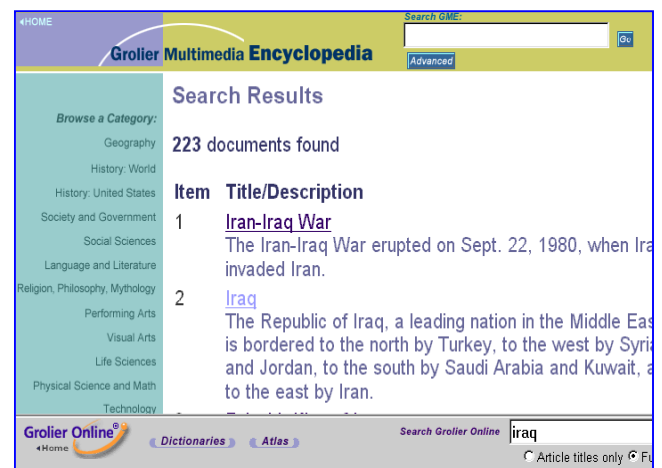 HOME
Search GME:
Go
Grolier Multimedia Encyclopedia
Advanced
Search Results
Browse a Category:
Geography
223 documents found
History: World
History: United States
Item Title/Description
Society and Government
1 Iran-Iraq War
Social Sciences
The Iran-Iraq War erupted on Sept. 22, 1980, when Ira
Language and Literature
invaded Iran.
Religion, Philosophy, Mythology
2 Iraq
Performing Arts
The Republic of Iraq, a leading nation in the Middle Eas
Visual Arts
is bordered to the north by Turkey, to the west by Syri
Life Sciences
and Jordan, to the south by Saudi Arabia and Kuwait, a
Physical Science and Math
to the east by Iran.
Technology
Grolier Online®
Home
Dictionaries
Atlas
Search Grolier Online
iraq
Article titles only
Fu